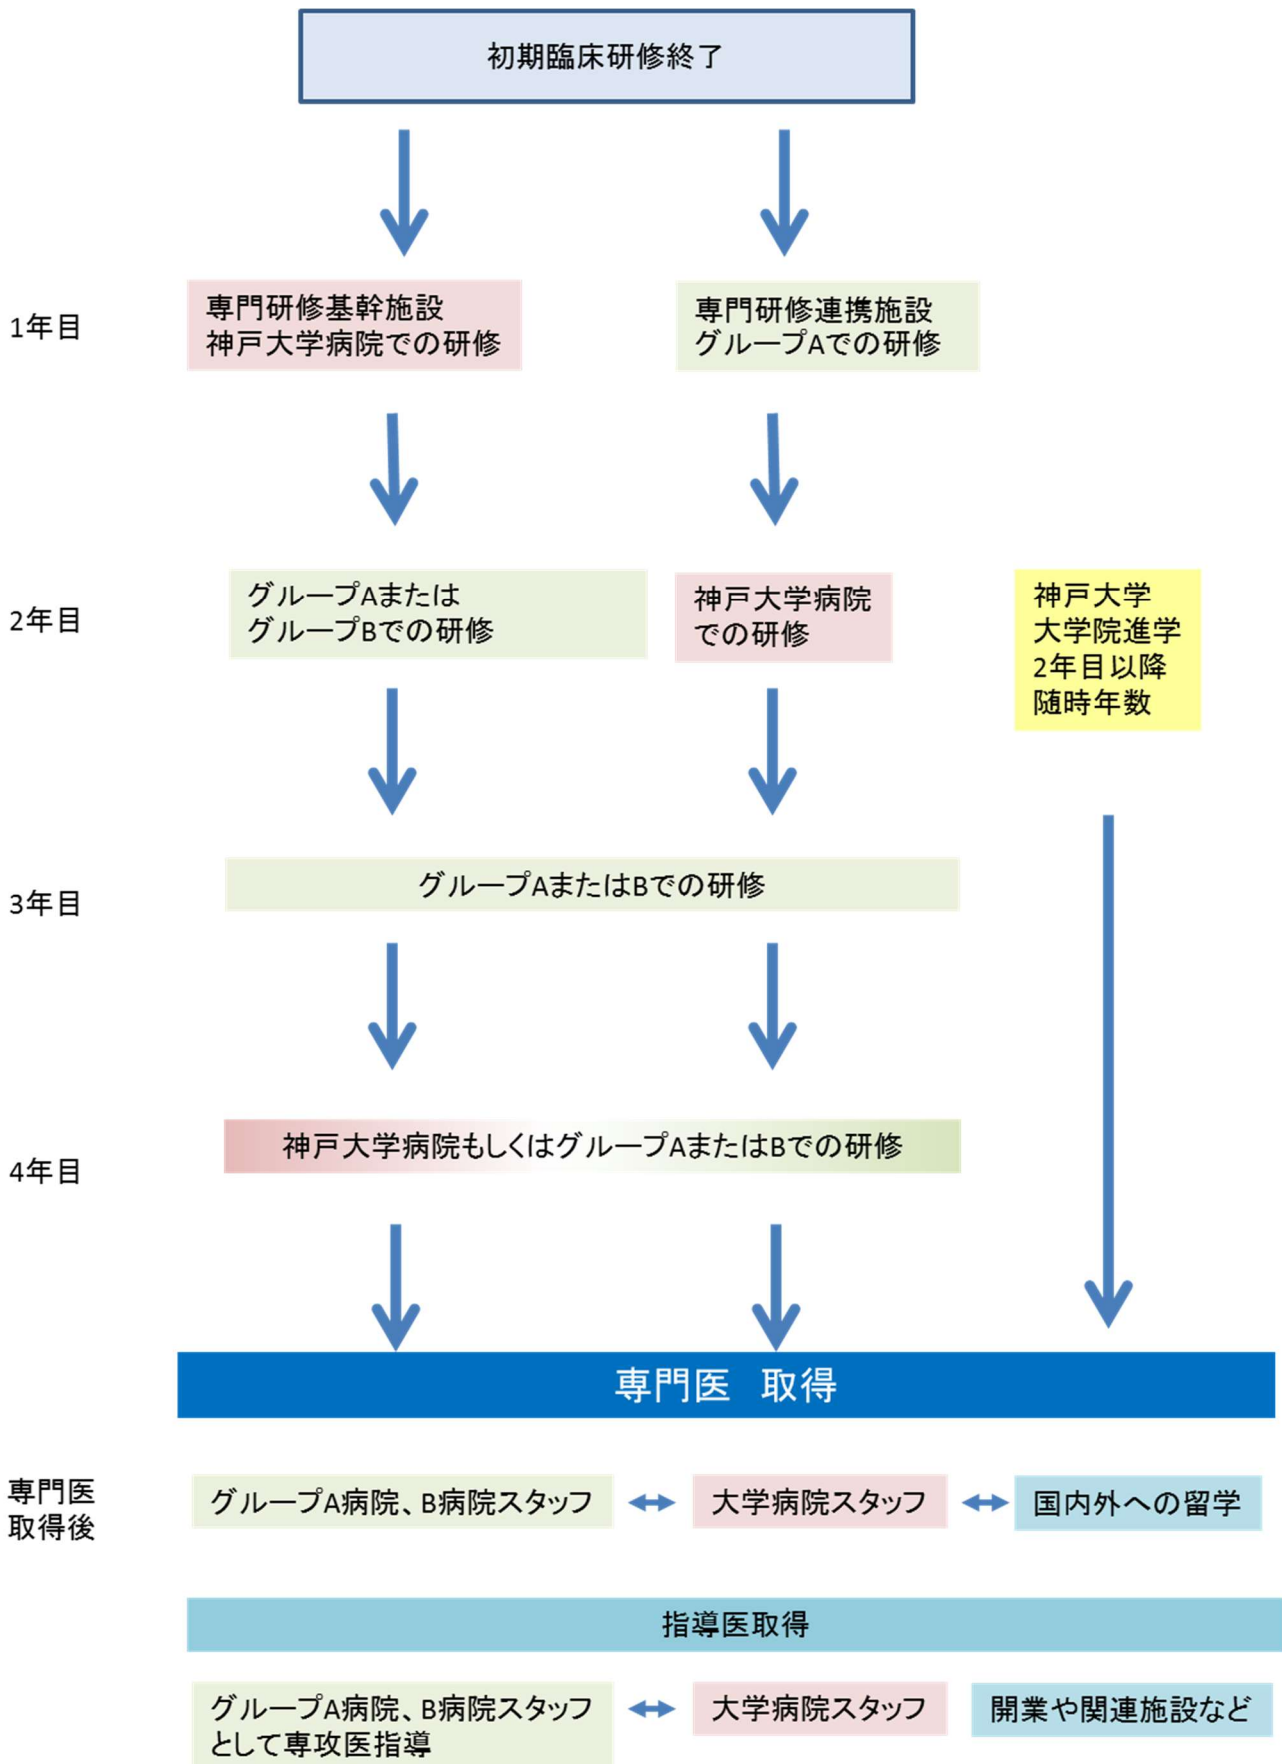 初期臨床研修終了
1年目
専門研修基幹施設
神戸大学病院での研修
専門研修連携施設
グループAでの研修
2年目
グループAまたは
グループBでの研修
神戸大学病院
での研修
神戸大学
大学院進学
2年目以降
随時年数
3年目
グループAまたはBでの研修
4年目
神戸大学病院もしくはグループAまたはBでの研修
専門医　取得
専門医
取得後
グループA病院、B病院スタッフ
大学病院スタッフ
国内外への留学
指導医取得
グループA病院、B病院スタッフ
として専攻医指導
大学病院スタッフ
開業や関連施設など